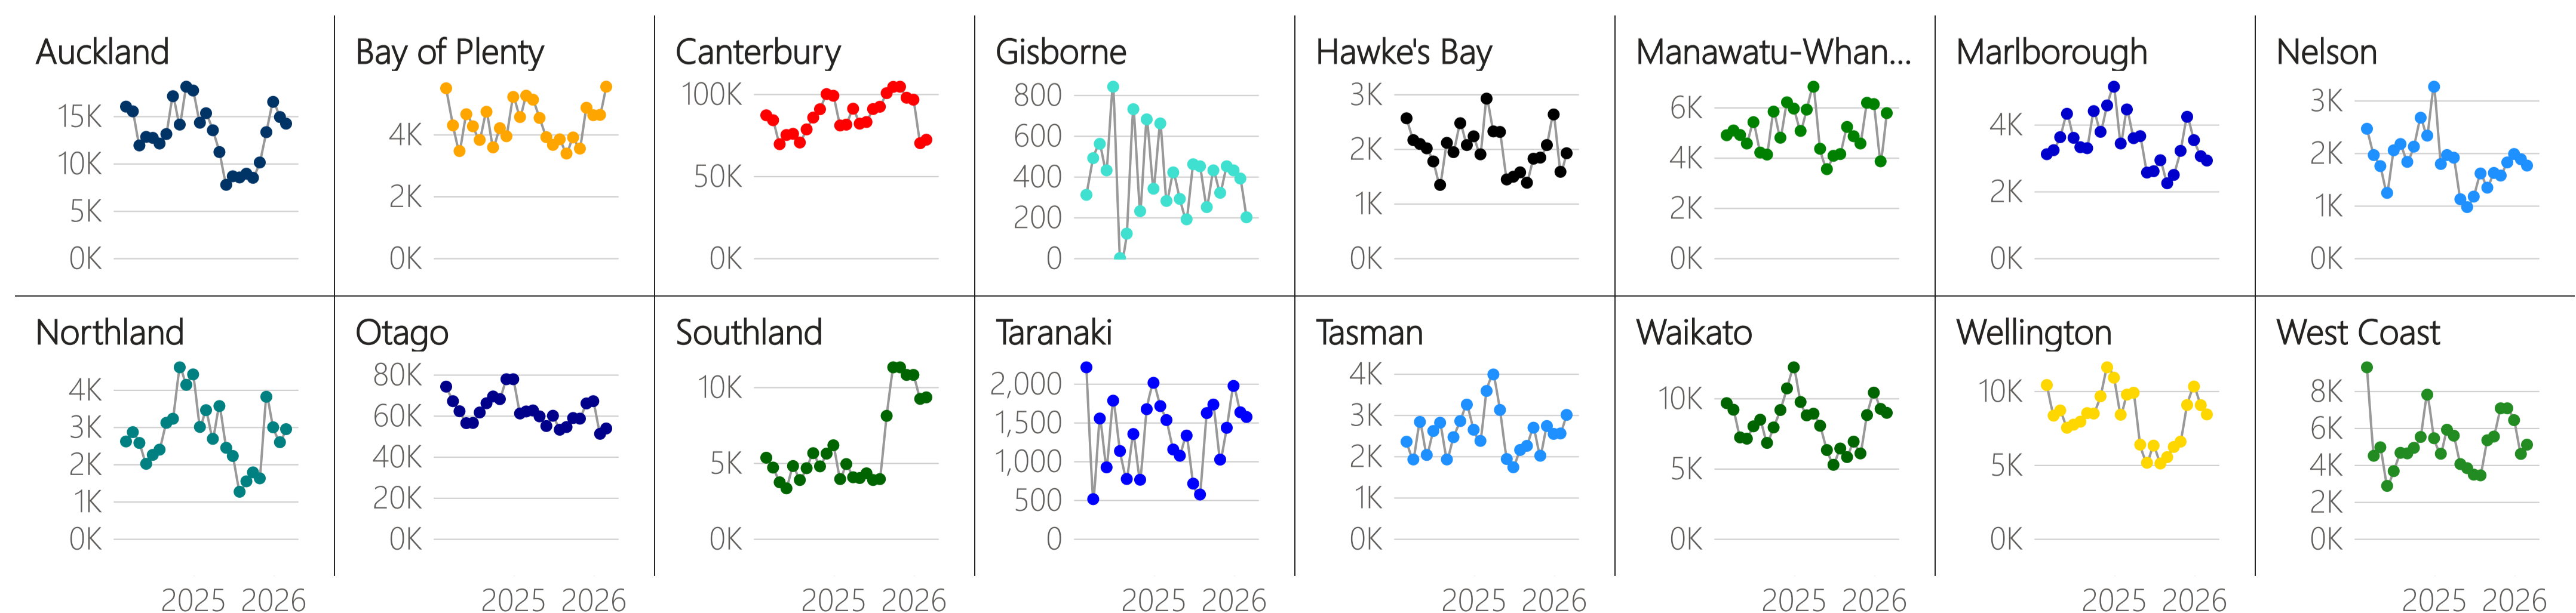 Auckland
15K
10K
5K
0K
Bay of Plenty
4K
2K
0K
Canterbury
100K
50K
0K
Gisborne
800
600
400
200
0
Hawke's Bay
3K
2K
1K
0K
Manawatu-Whan...
6K
4K
2K
0K
Marlborough
4K
2K
0K
Nelson
3K
2K
1K
0K
Northland
4K
3K
2K
1K
0K
2025 2026
Otago
80K
60K
40K
20K
0K
2025 2026
Southland
10K
5K
0K
2025 2026
Taranaki
2,000
1,500
1,000
500
0
2025 2026
Tasman
4K
3K
2K
1K
0K
2025 2026
Waikato
10K
5K
0K
2025 2026
Wellington
10K
5K
0K
2025 2026
West Coast
8K
6K
4K
2K
0K
2025 2026